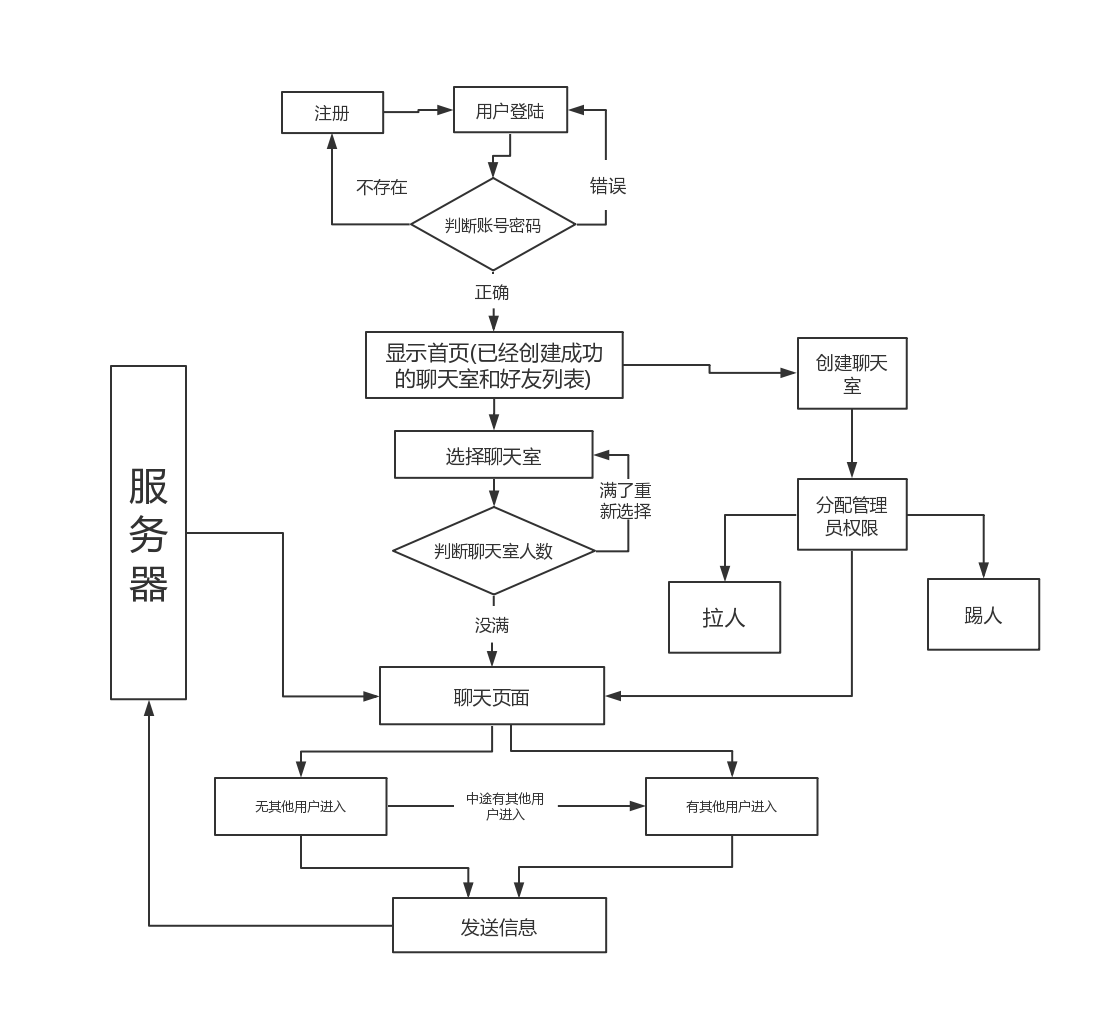 注册
用户登陆
不存在
错误
判断账号密码
正确
显示首页(已经创建成功
的聊天室和好友列表)
创建聊天
室
选择聊天室
满了重
新选择
分配管理
员权限
服
务
器
判断聊天室人数
拉人
踢人
没满
聊天页面
无其他用户进入
中途有其他用
户进入
有其他用户进入
发送信息